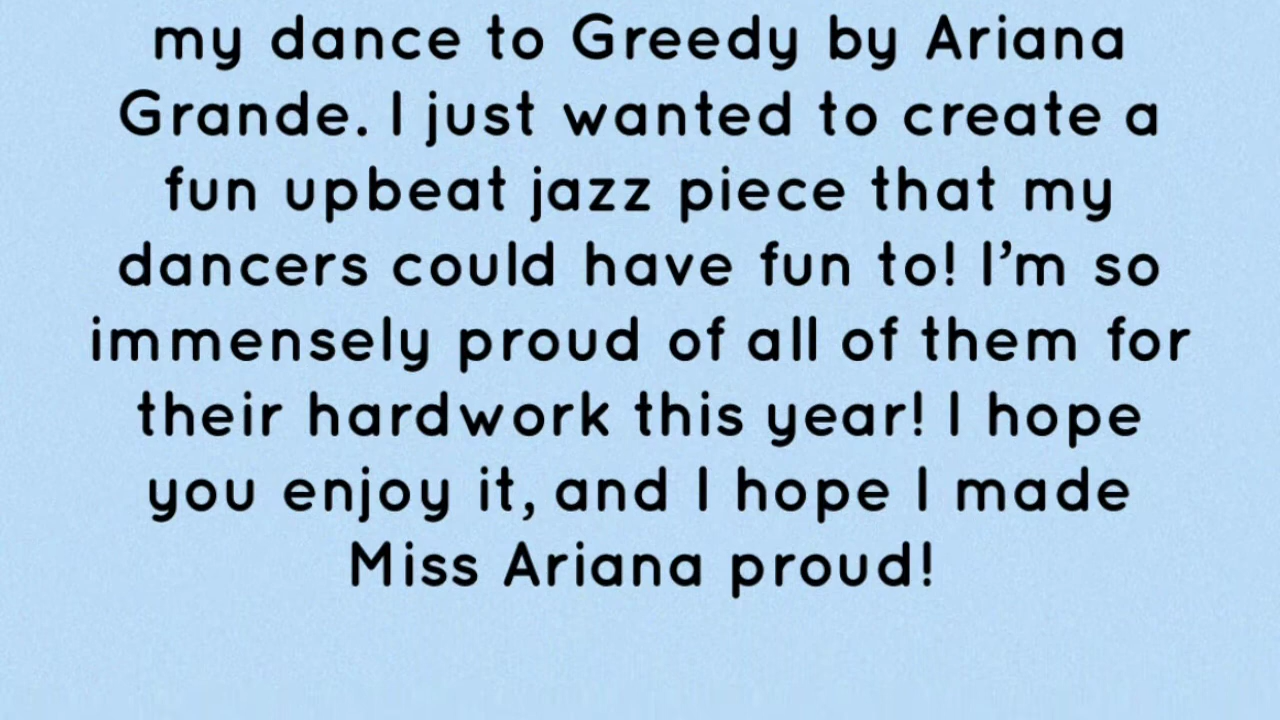 my dance to Greedy by Ariana
Grande. I just wanted to create a
fun upbeat jazz piece that my
dancers could have fun to! I’m so
immensely proud of all of them for
their hardwork this year! I hope
you enjoy it, and I hope I made
Miss Ariana proud!